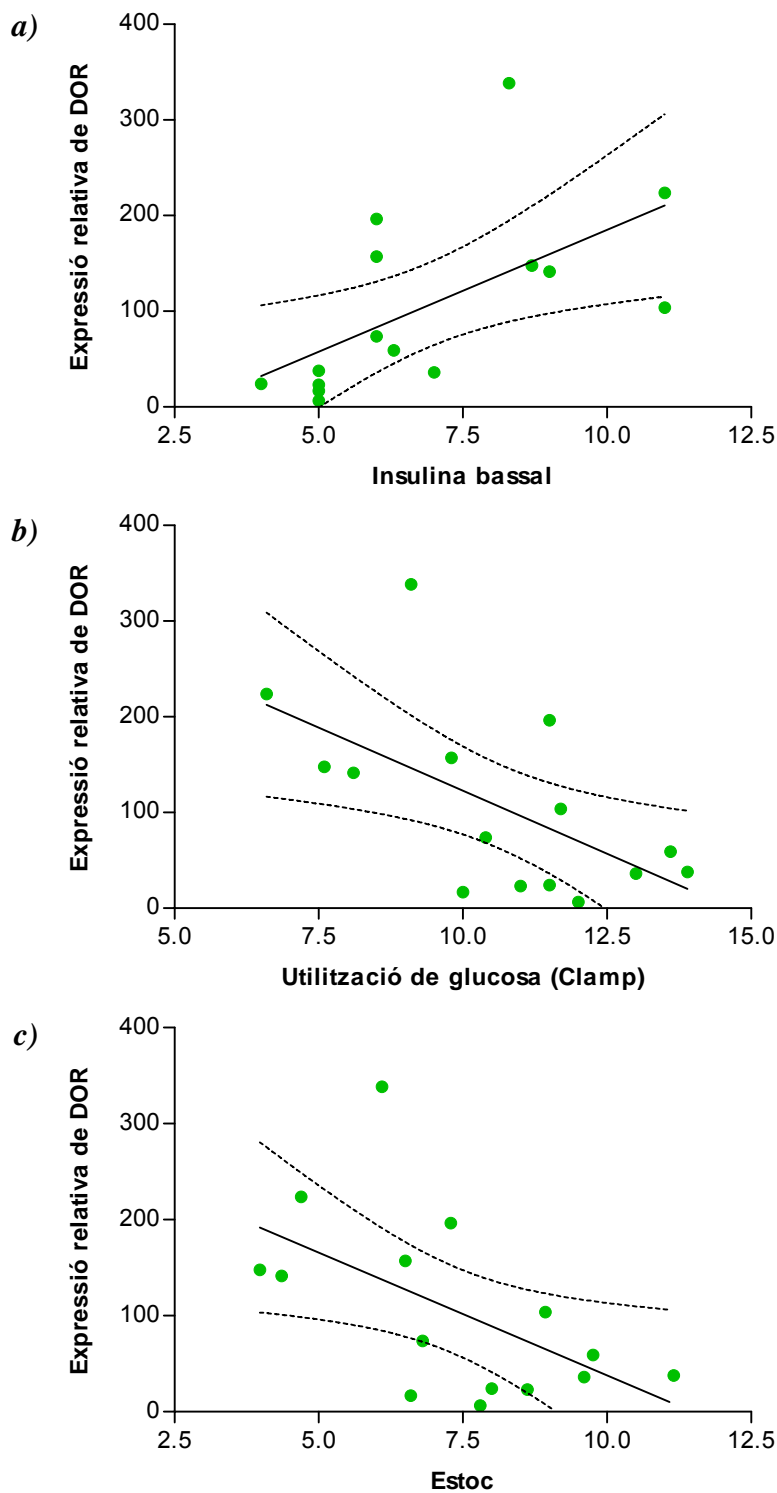 a)
Expressió relativa de DOR
400
300
200
100
0
2.5 5.0 7.5 10.0 12.5
Insulina bassal
b)
Expressió relativa de DOR
400
300
200
100
0
5.0 7.5 10.0 12.5 15.0
Utilització de glucosa (Clamp)
c)
Expressió relativa de DOR
400
300
200
100
0
2.5 5.0 7.5 10.0 12.5
Estoc